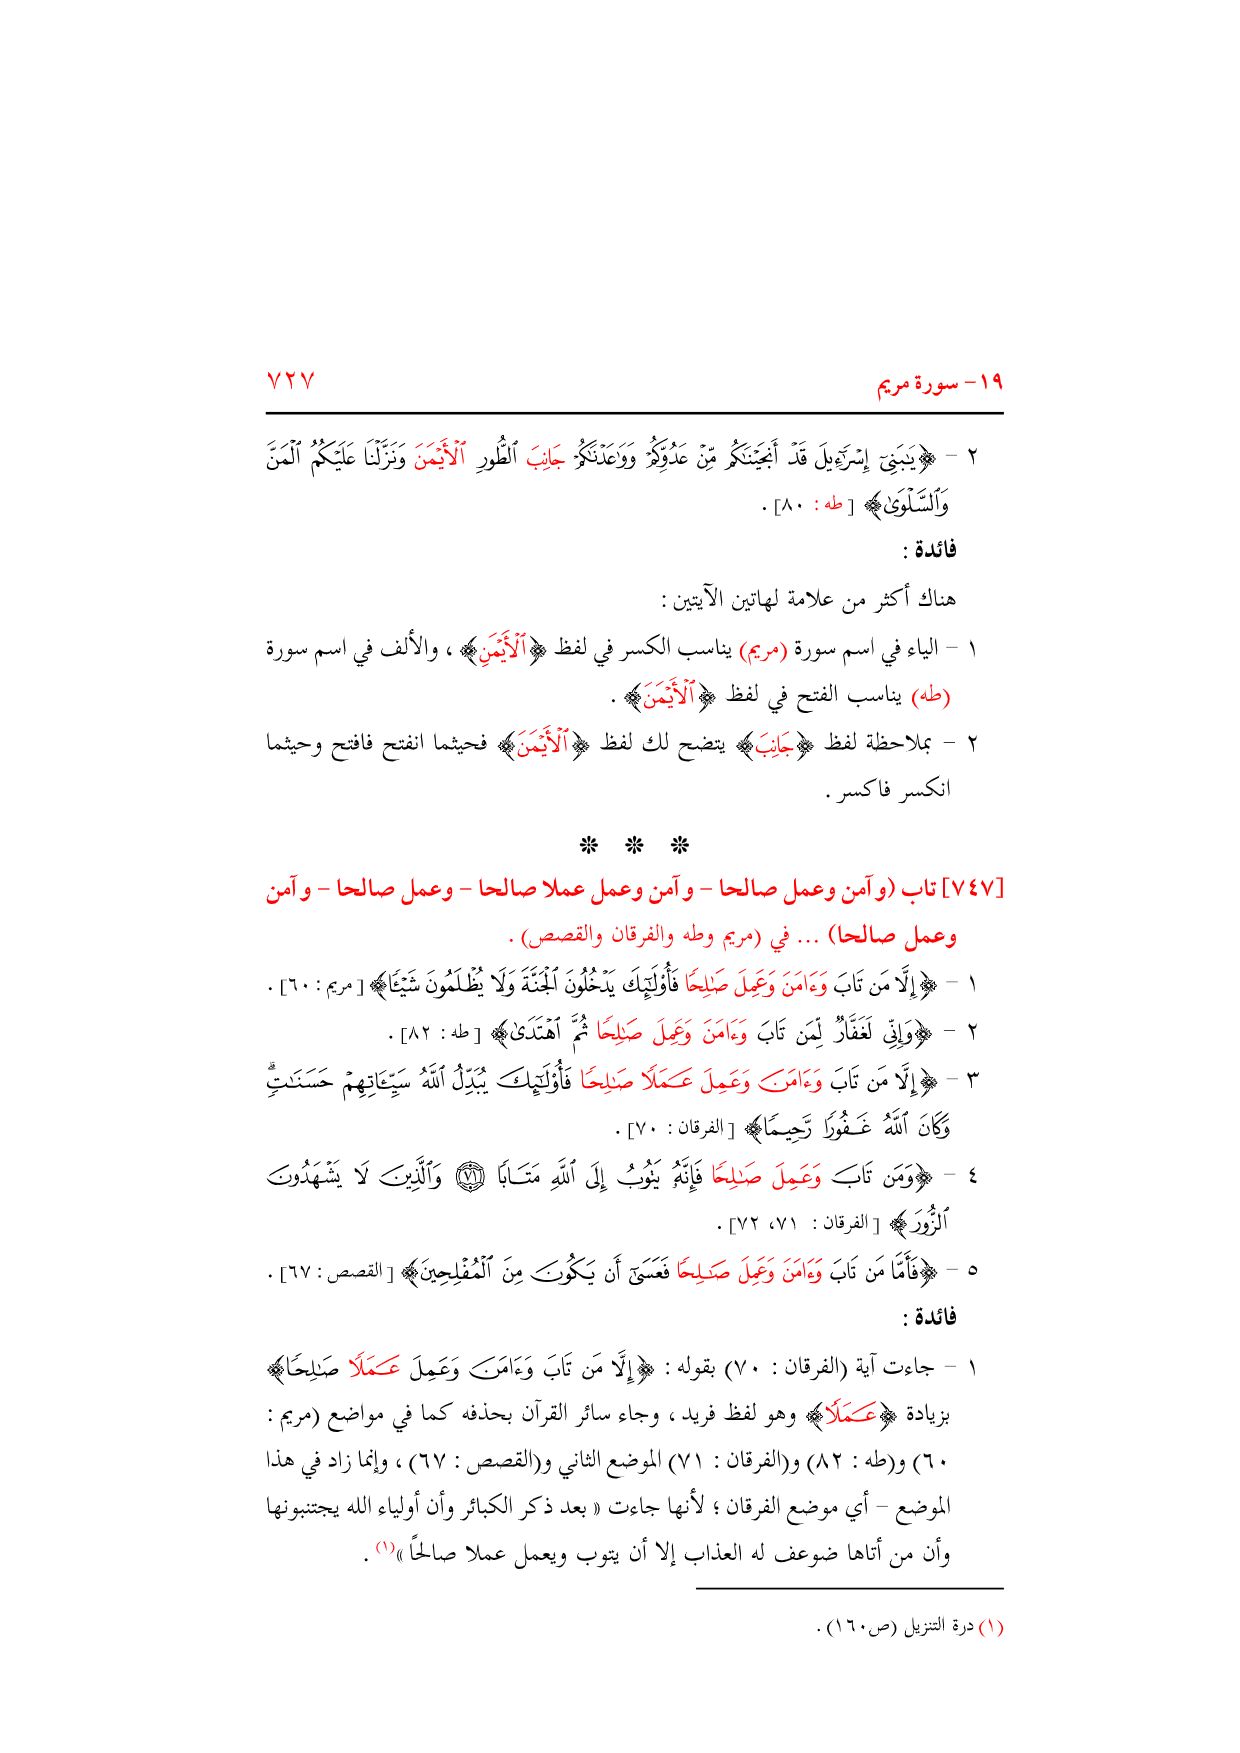 ١٩- سورة مريم ٧٢٧
٢ – ﴿يَٰبَنِيٓ إِسۡرَٰٓءِيلَ قَدۡ أَنجَيۡنَٰكُم مِّنۡ عَدُوِّكُمۡ وَوَٰعَدۡنَٰكُمۡ جَانِبَ ٱلطُّورِ ٱلۡأَيۡمَنَ وَنَزَّلۡنَا عَلَيۡكُمُ ٱلۡمَنَّ
وَٱلسَّلۡوَىٰ﴾ [طه : ٨٠] .
فائدة :
هناك أكثر من علامة لهاتين الآيتين :
١ – الياء في اسم سورة (مريم) يناسب الكسر في لفظ ﴿ٱلۡأَيۡمَنِ﴾ ، والألف في اسم سورة
(طه) يناسب الفتح في لفظ ﴿ٱلۡأَيۡمَنَ﴾ .
٢ – بملاحظة لفظ ﴿جَانِبَ﴾ يتضح لك لفظ ﴿ٱلۡأَيۡمَنَ﴾ فحيثما انفتح فافتح وحيثما
انكسر فاكسر .
❊ ❊ ❊
[٧٤٧] تاب (وآمن وعمل صالحا – وآمن وعمل عملا صالحا – وعمل صالحا – وآمن
وعمل صالحا) ... في (مريم وطه والفرقان والقصص) .
١ – ﴿إِلَّا مَن تَابَ وَءَامَنَ وَعَمِلَ صَٰلِحٗا فَأُوْلَٰٓئِكَ يَدۡخُلُونَ ٱلۡجَنَّةَ وَلَا يُظۡلَمُونَ شَيۡـٔٗا﴾ [مريم : ٦٠] .
٢ – ﴿وَإِنِّي لَغَفَّارٞ لِّمَن تَابَ وَءَامَنَ وَعَمِلَ صَٰلِحٗا ثُمَّ ٱهۡتَدَىٰ﴾ [طه : ٨٢] .
٣ – ﴿إِلَّا مَن تَابَ وَءَامَنَ وَعَمِلَ عَمَلٗا صَٰلِحٗا فَأُوْلَٰٓئِكَ يُبَدِّلُ ٱللَّهُ سَيِّـَٔاتِهِمۡ حَسَنَٰتٖۗ
وَكَانَ ٱللَّهُ غَفُورٗا رَّحِيمٗا﴾ [الفرقان : ٧٠] .
٤ – ﴿وَمَن تَابَ وَعَمِلَ صَٰلِحٗا فَإِنَّهُۥ يَتُوبُ إِلَى ٱللَّهِ مَتَابٗا ۝٧١ وَٱلَّذِينَ لَا يَشۡهَدُونَ
ٱلزُّورَ﴾ [الفرقان : ٧١، ٧٢] .
٥ – ﴿فَأَمَّا مَن تَابَ وَءَامَنَ وَعَمِلَ صَٰلِحٗا فَعَسَىٰٓ أَن يَكُونَ مِنَ ٱلۡمُفۡلِحِينَ﴾ [القصص : ٦٧] .
فائدة :
١ – جاءت آية (الفرقان : ٧٠) بقوله : ﴿إِلَّا مَن تَابَ وَءَامَنَ وَعَمِلَ عَمَلٗا صَٰلِحٗا﴾
بزيادة ﴿عَمَلٗا﴾ وهو لفظ فريد ، وجاء سائر القرآن بحذفه كما في مواضع (مريم :
٦٠) و(طه : ٨٢) و(الفرقان : ٧١) الموضع الثاني و(القصص : ٦٧) ، وإنما زاد في هذا
الموضع – أي موضع الفرقان ؛ لأنها جاءت « بعد ذكر الكبائر وأن أولياء الله يجتنبونها
وأن من أتاها ضوعف له العذاب إلا أن يتوب ويعمل عملا صالحًا »(١) .
(١) درة التنزيل (ص١٦٠) .